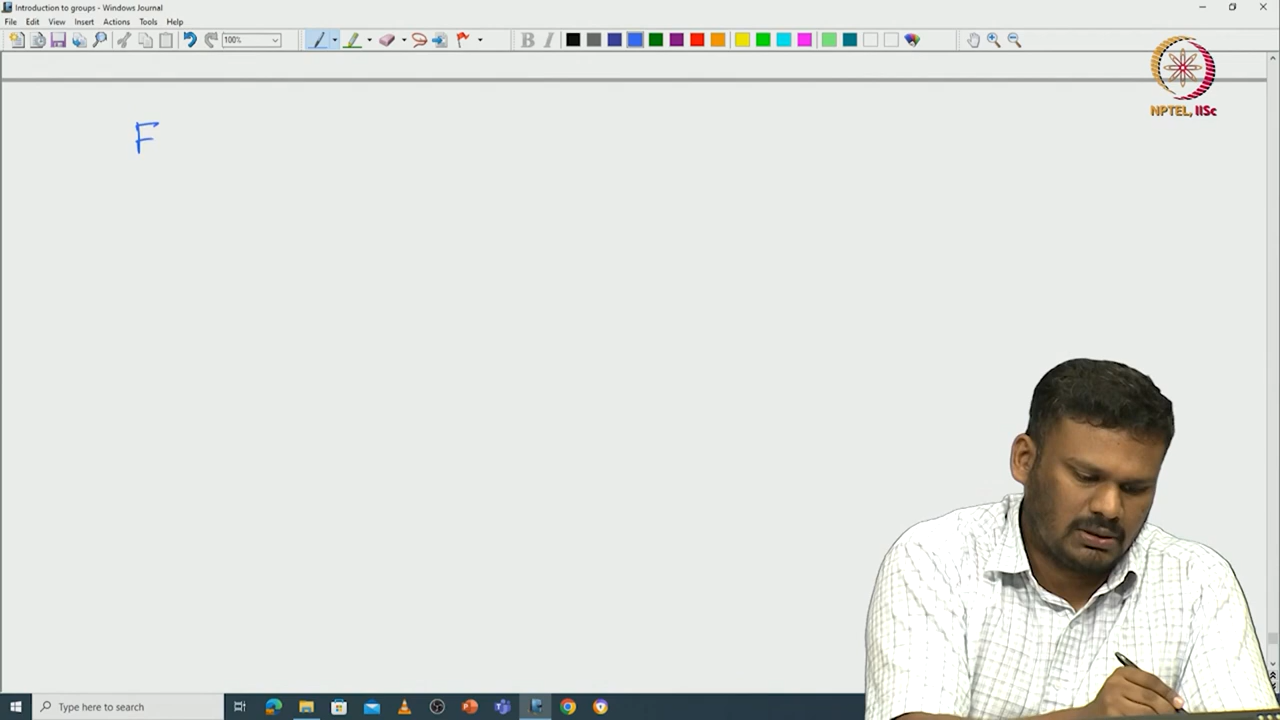 Introduction to groups - Windows Journal
File Edit View Insert Actions Tools Help
100%
B I
NPTEL, IISc
F
Type here to search